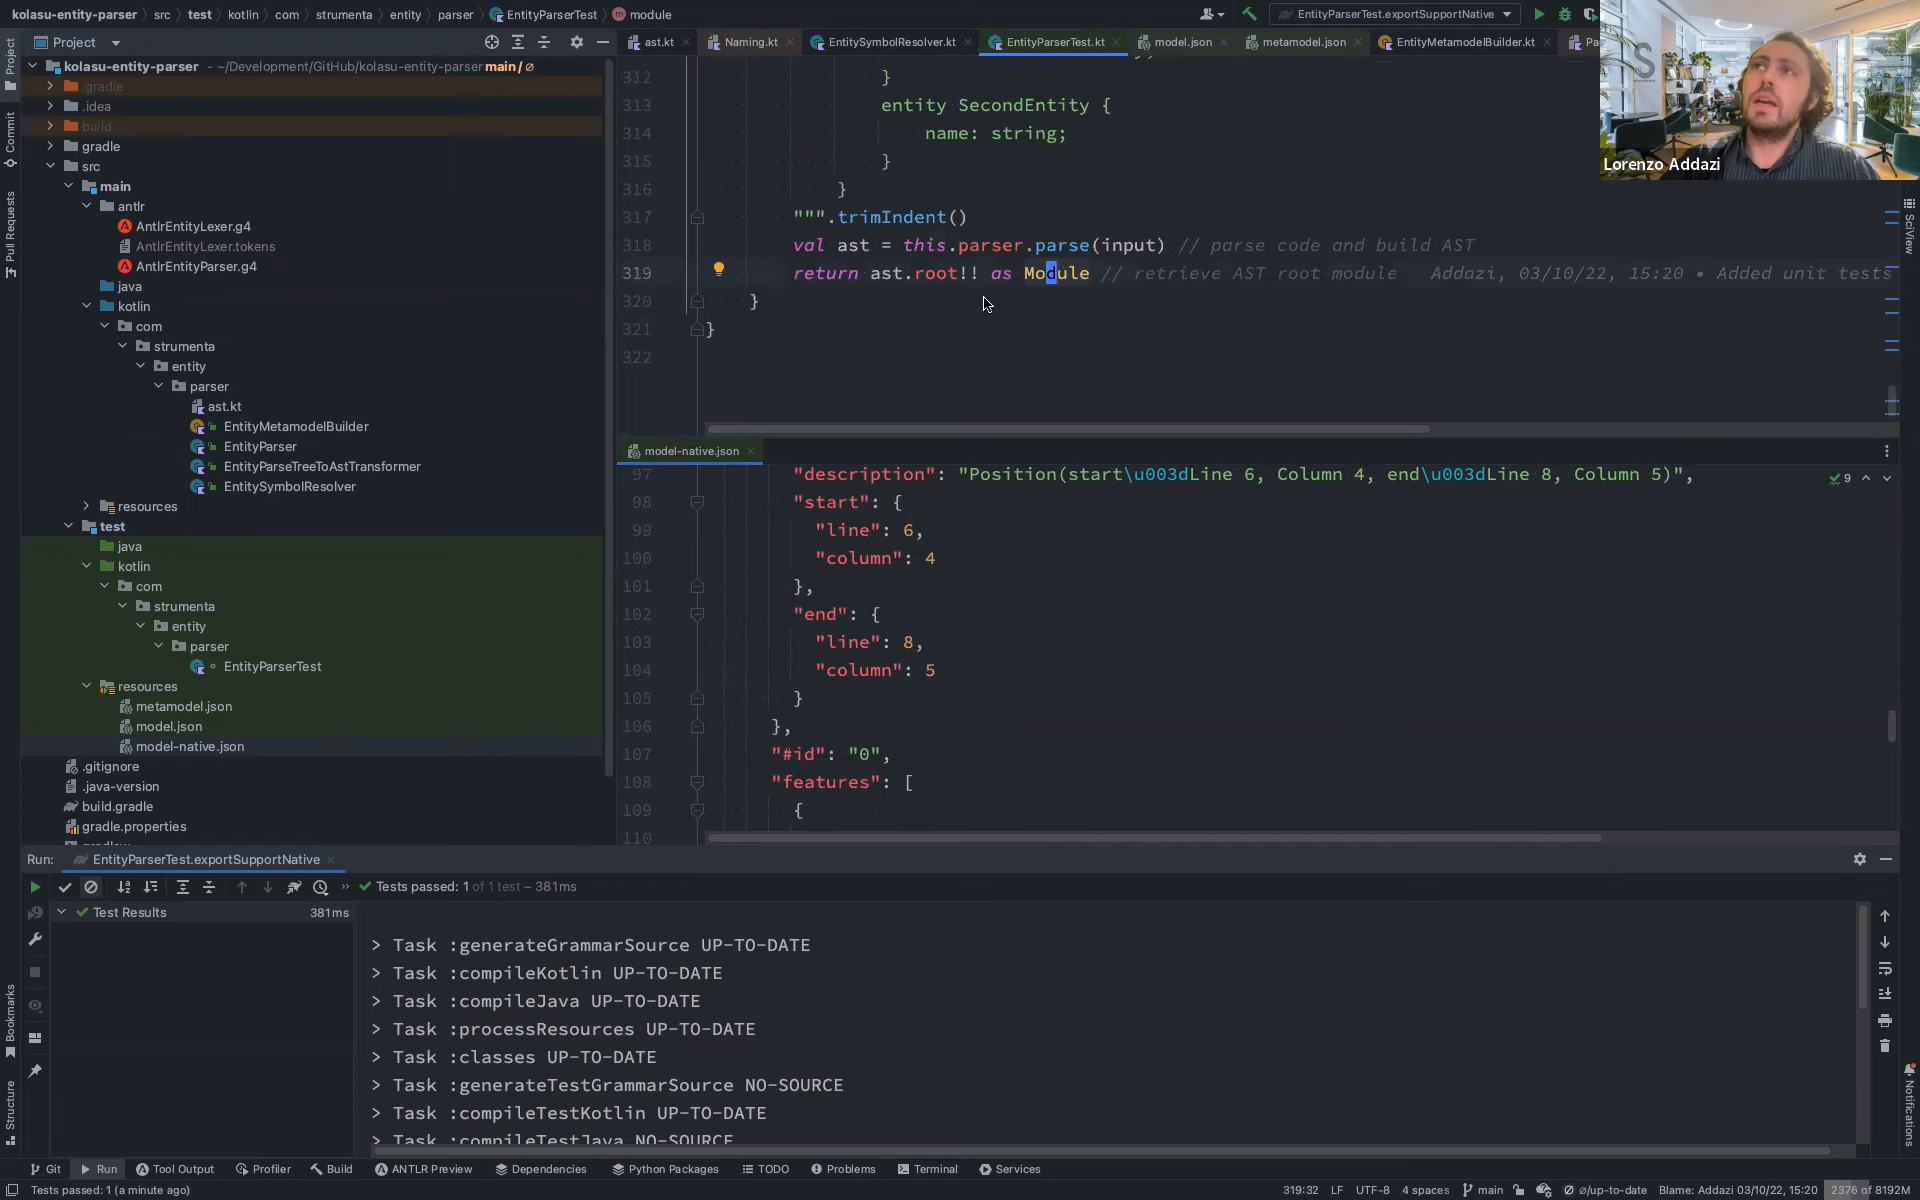 kolasu-entity-parser src test kotlin com strumenta entity parser EntityParserTest module
EntityParserTest.exportSupportNative
Project
ast.kt Naming.kt EntitySymbolResolver.kt EntityParserTest.kt model.json metamodel.json EntityMetamodelBuilder.kt
Lorenzo Addazi
Project
Commit
Pull Requests
Bookmarks
Structure
SciView
Notifications
kolasu-entity-parser ~/Development/GitHub/kolasu-entity-parser main / ∅
.gradle
.idea
build
gradle
src
main
antlr
AntlrEntityLexer.g4
AntlrEntityLexer.tokens
AntlrEntityParser.g4
java
kotlin
com
strumenta
entity
parser
ast.kt
EntityMetamodelBuilder
EntityParser
EntityParseTreeToAstTransformer
EntitySymbolResolver
resources
test
java
kotlin
com
strumenta
entity
parser
EntityParserTest
resources
metamodel.json
model.json
model-native.json
.gitignore
.java-version
build.gradle
gradle.properties
312 }
313 entity SecondEntity {
314 name: string;
315 }
316 }
317 """.trimIndent()
318 val ast = this.parser.parse(input) // parse code and build AST
319 return ast.root!! as Module // retrieve AST root module Addazi, 03/10/22, 15:20 • Added unit tests
320 }
321 }
322
model-native.json
97 "description": "Position(start\u003dLine 6, Column 4, end\u003dLine 8, Column 5)",
9
98 "start": {
99 "line": 6,
100 "column": 4
101 },
102 "end": {
103 "line": 8,
104 "column": 5
105 }
106 },
107 "#id": "0",
108 "features": [
109 {
110
Run: EntityParserTest.exportSupportNative
Tests passed: 1 of 1 test – 381ms
Test Results 381ms
> Task :generateGrammarSource UP-TO-DATE
> Task :compileKotlin UP-TO-DATE
> Task :compileJava UP-TO-DATE
> Task :processResources UP-TO-DATE
> Task :classes UP-TO-DATE
> Task :generateTestGrammarSource NO-SOURCE
> Task :compileTestKotlin UP-TO-DATE
> Task :compileTestJava NO-SOURCE
Git Run Tool Output Profiler Build ANTLR Preview Dependencies Python Packages TODO Problems Terminal Services
Tests passed: 1 (a minute ago) 319:32 LF UTF-8 4 spaces main ∅/up-to-date Blame: Addazi 03/10/22, 15:20 2376 of 8192M